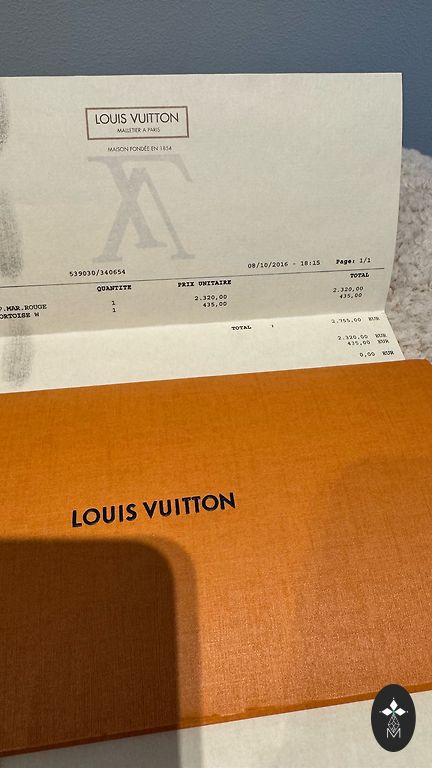 LOUIS VUITTON
MALLETIER A PARIS
MAISON FONDÉE EN 1854
539030/340654 08/10/2016 - 18:15 Page: 1/1
QUANTITE PRIX UNITAIRE TOTAL
P.MAR.ROUGE 1 2.320,00 2.320,00
ORTOISE W 1 435,00 435,00
TOTAL : 2.755,00 EUR
2.320,00 EUR
435,00 EUR
0,00 EUR
LOUIS VUITTON
M